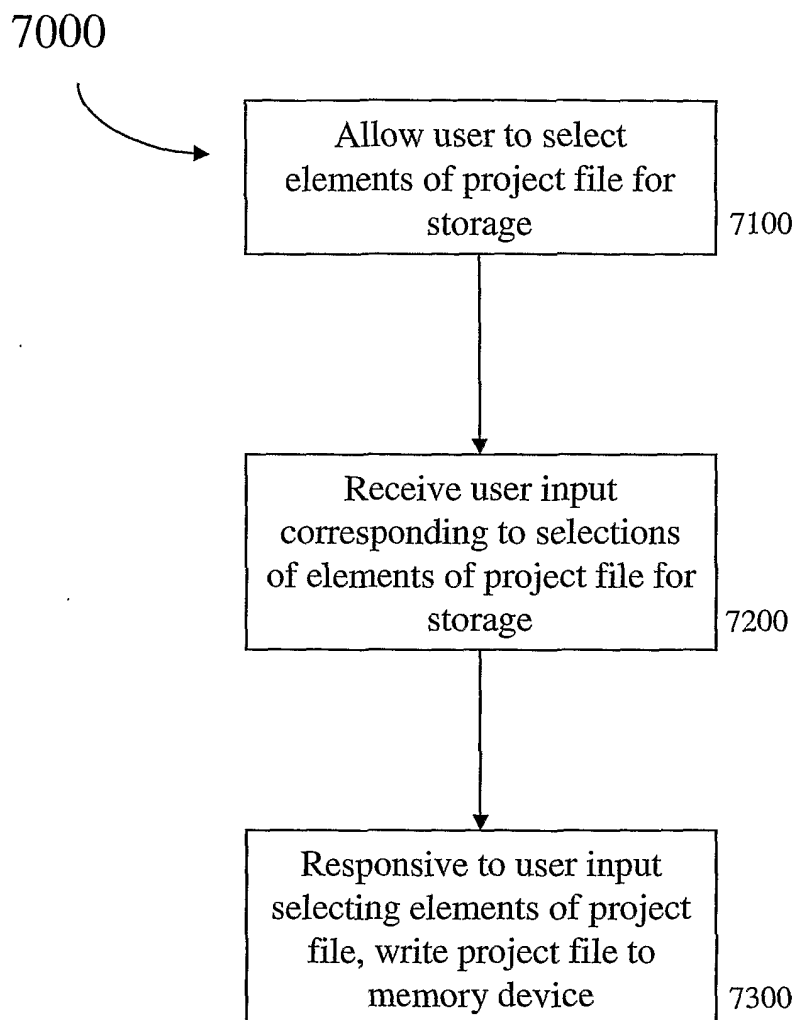 7000
Allow user to select
elements of project file for
storage
7100
Receive user input
corresponding to selections
of elements of project file for
storage
7200
Responsive to user input
selecting elements of project
file, write project file to
memory device
7300